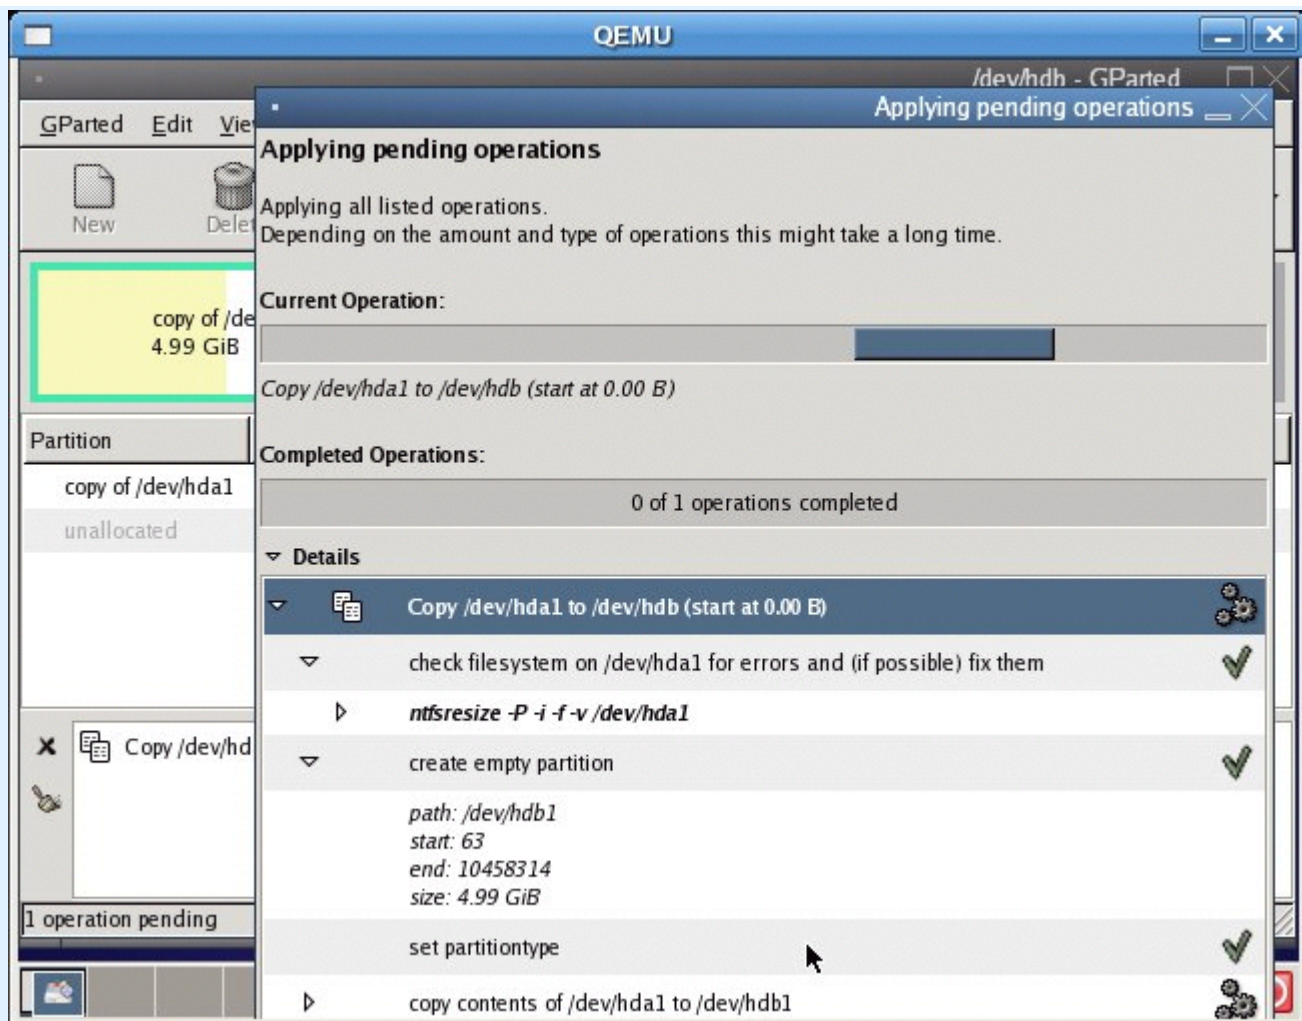 QEMU
/dev/hdb - GParted
Applying pending operations
GParted Edit
New
copy of /de
4.99 GiB
Partition
copy of /dev/hda1
unallocated
Copy /dev/hd
1 operation pending
Applying pending operations
Applying all listed operations.
Depending on the amount and type of operations this might take a long time.
Current Operation:
Copy /dev/hda1 to /dev/hdb (start at 0.00 B)
Completed Operations:
0 of 1 operations completed
Details
Copy /dev/hda1 to /dev/hdb (start at 0.00 B)
check filesystem on /dev/hda1 for errors and (if possible) fix them
ntfsresize -P -i -f -v /dev/hda1
create empty partition
path: /dev/hdb1
start: 63
end: 10458314
size: 4.99 GiB
set partitiontype
copy contents of /dev/hda1 to /dev/hdb1